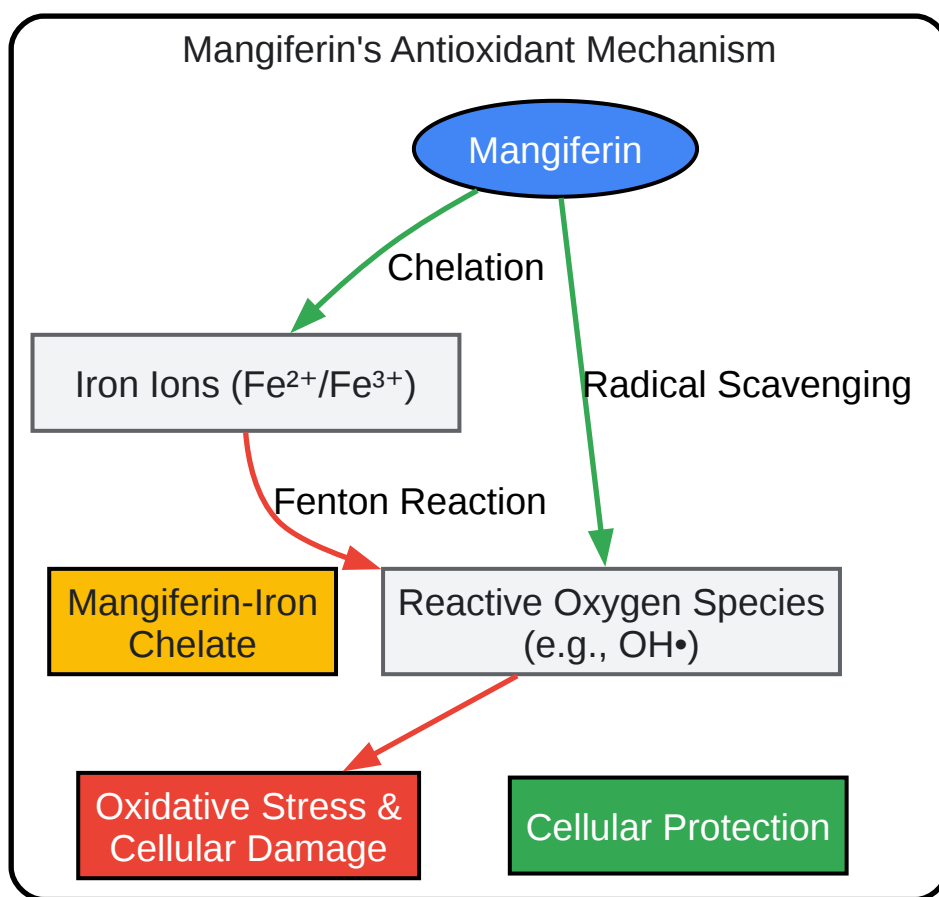 Mangiferin's Antioxidant Mechanism
Mangiferin
Chelation
Iron Ions (Fe²⁺/Fe³⁺)
Radical Scavenging
Fenton Reaction
Mangiferin-Iron
Chelate
Reactive Oxygen Species
(e.g., OH•)
Oxidative Stress &
Cellular Damage
Cellular Protection